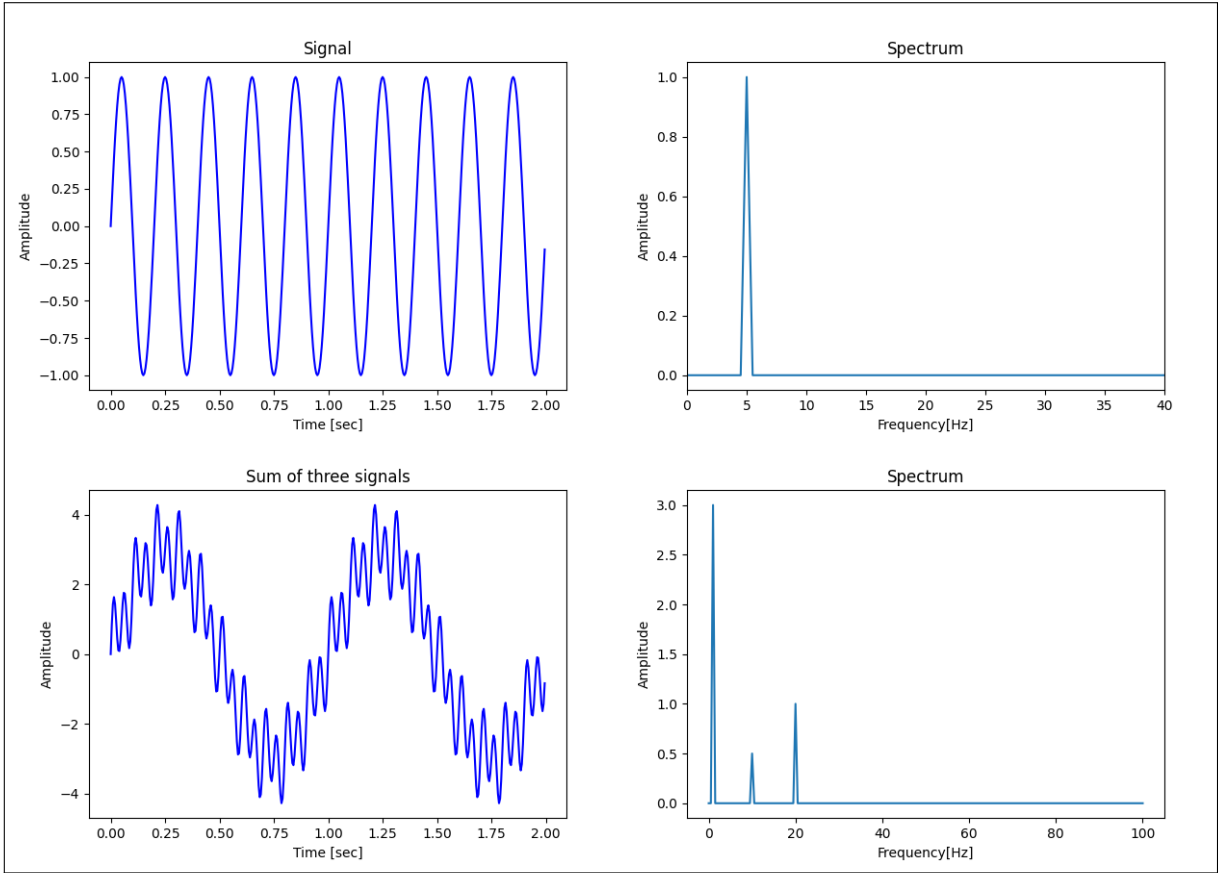 Signal
Amplitude
1.00
0.75
0.50
0.25
0.00
−0.25
−0.50
−0.75
−1.00
0.00 0.25 0.50 0.75 1.00 1.25 1.50 1.75 2.00
Time [sec]
Spectrum
Amplitude
1.0
0.8
0.6
0.4
0.2
0.0
0 5 10 15 20 25 30 35 40
Frequency[Hz]
Sum of three signals
Amplitude
4
2
0
−2
−4
0.00 0.25 0.50 0.75 1.00 1.25 1.50 1.75 2.00
Time [sec]
Spectrum
Amplitude
3.0
2.5
2.0
1.5
1.0
0.5
0.0
0 20 40 60 80 100
Frequency[Hz]